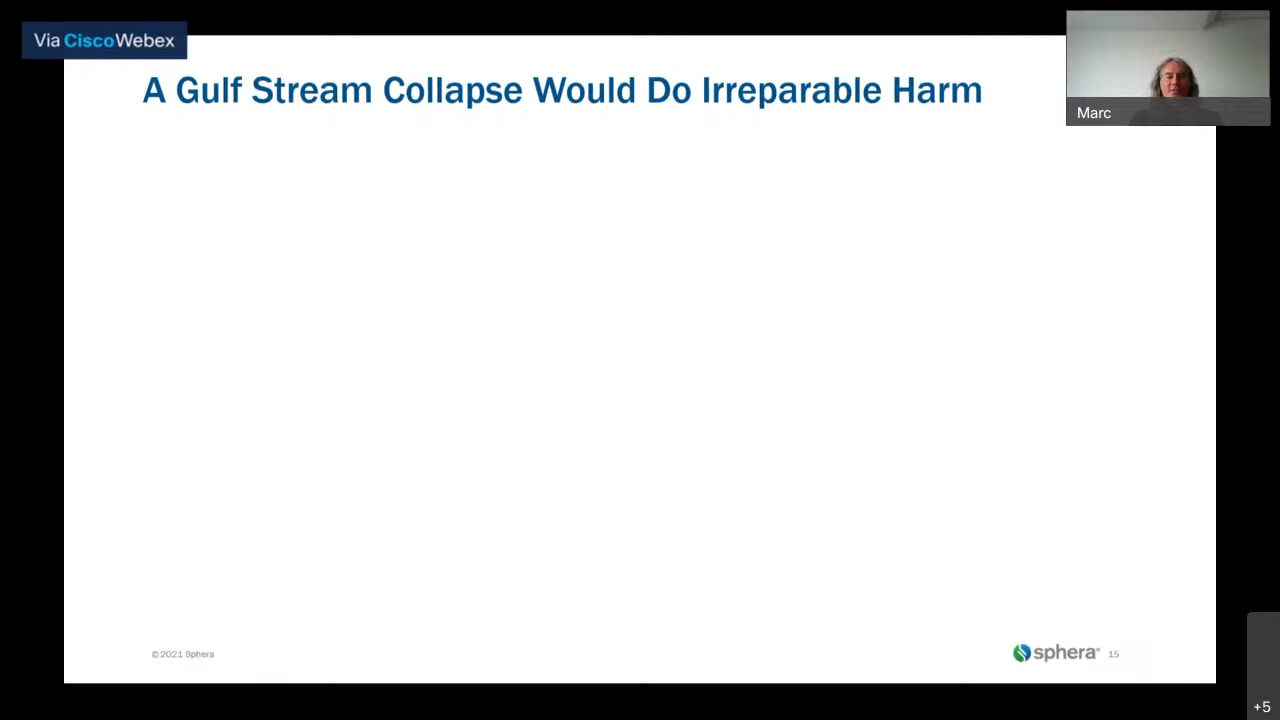 Via CiscoWebex
A Gulf Stream Collapse Would Do Irreparable Harm
Marc
©2021 Sphera
sphera® 15
+5